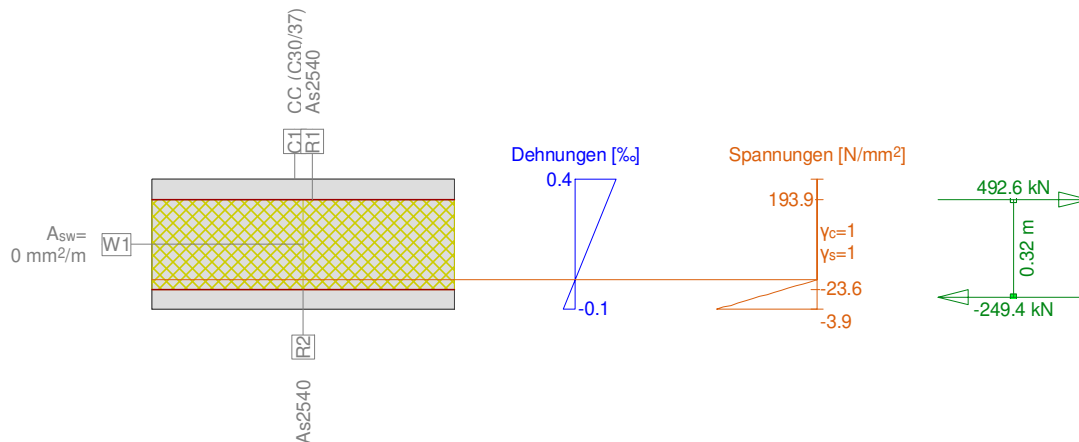 CC (C30/37)
As2540
C1
R1
A_sw=
0 mm²/m
W1
R2
As2540
Dehnungen [‰]
0.4
-0.1
Spannungen [N/mm²]
193.9
γc=1
γs=1
-23.6
-3.9
492.6 kN
0.32 m
-249.4 kN